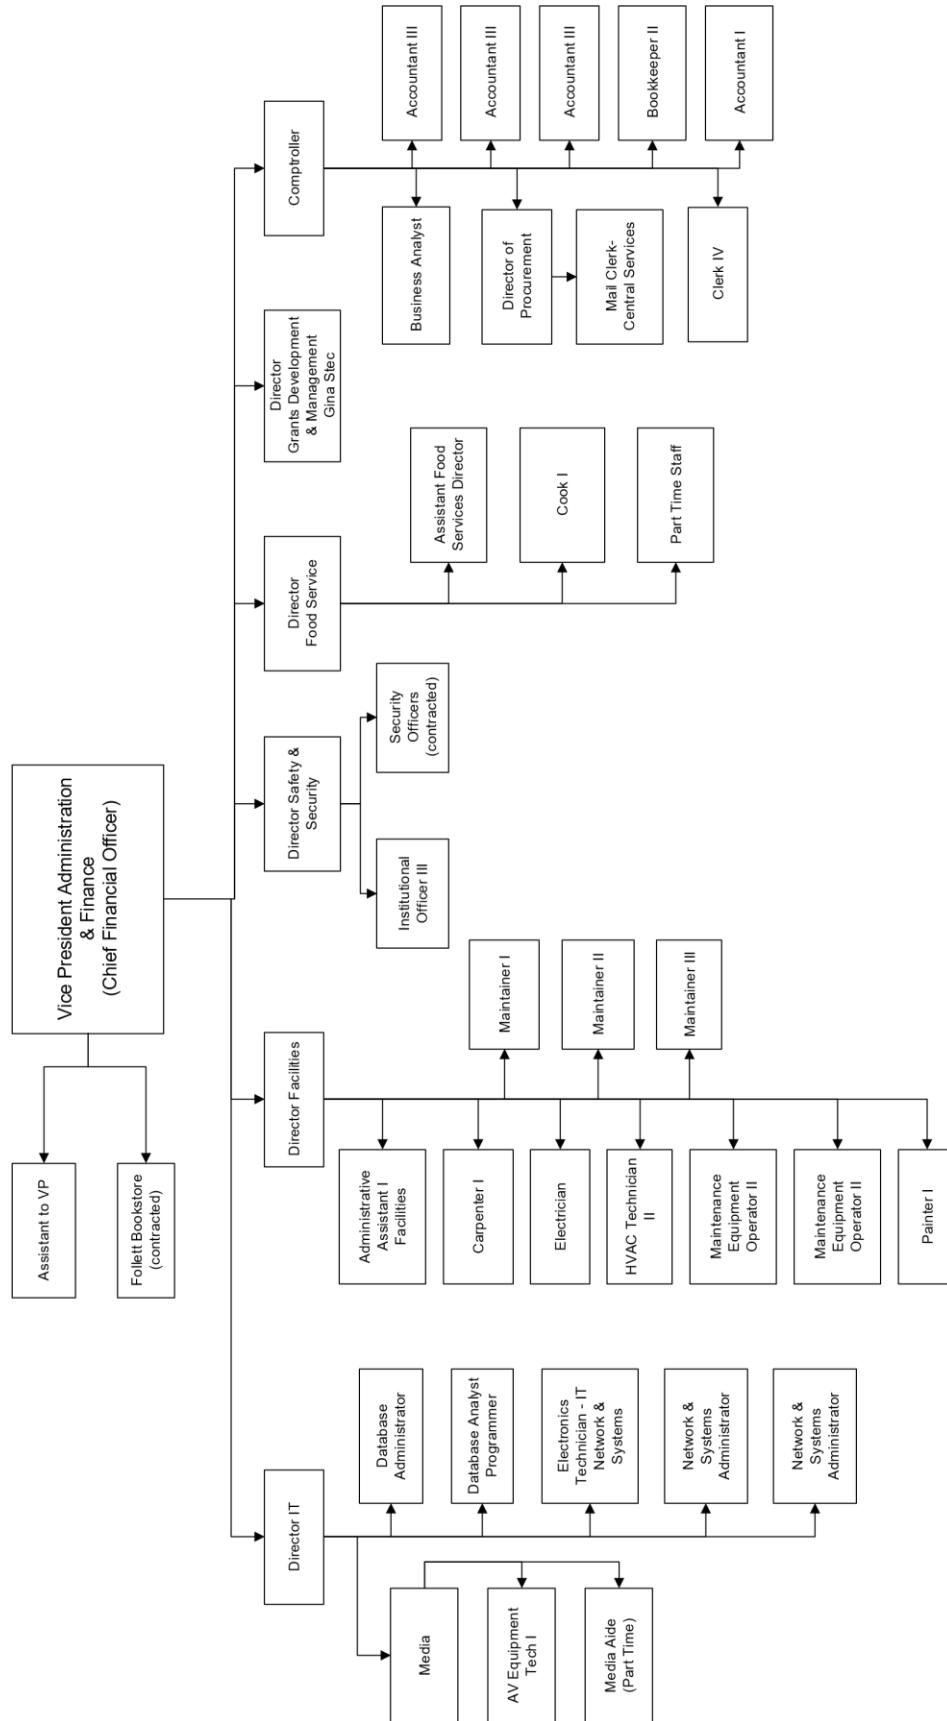 Vice President Administration
& Finance
(Chief Financial Officer)
Assistant to VP
Follett Bookstore
(contracted)
Director IT
Director Facilities
Director Safety &
Security
Director
Food Service
Director
Grants Development
& Management
Gina Stec
Comptroller
Media
AV Equipment
Tech I
Media Aide
(Part Time)
Database
Administrator
Database Analyst
Programmer
Electronics
Technician - IT
Network &
Systems
Network &
Systems
Administrator
Network &
Systems
Administrator
Administrative
Assistant I
Facilities
Carpenter I
Electrician
HVAC Technician
II
Maintenance
Equipment
Operator II
Maintenance
Equipment
Operator II
Painter I
Maintainer I
Maintainer II
Maintainer III
Institutional
Officer III
Security
Officers
(contracted)
Assistant Food
Services Director
Cook I
Part Time Staff
Business Analyst
Director of
Procurement
Mail Clerk-
Central Services
Clerk IV
Accountant III
Accountant III
Accountant III
Bookkeeper II
Accountant I